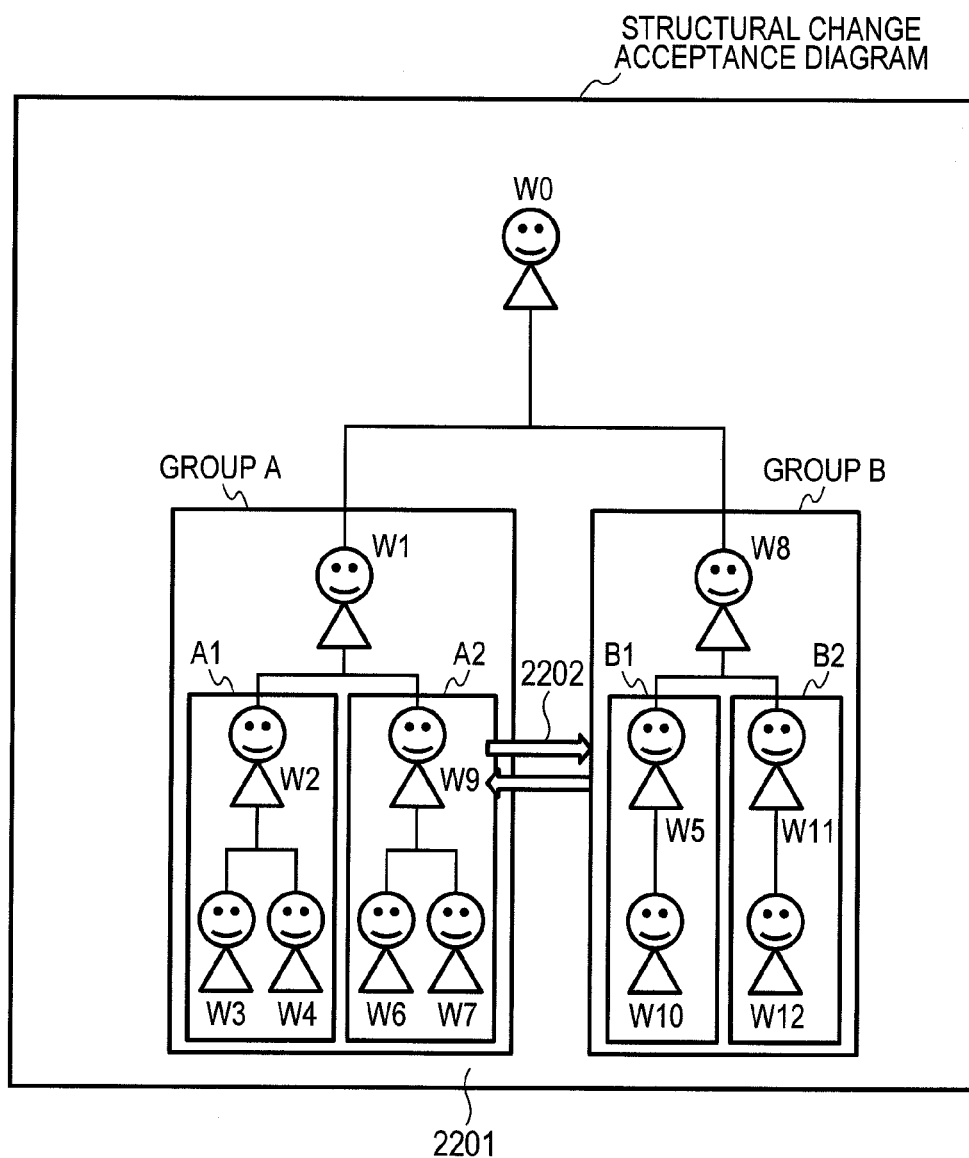 STRUCTURAL CHANGE
ACCEPTANCE DIAGRAM
W0
GROUP A
GROUP B
W1
W8
A1
A2
2202
B1
B2
W2
W9
W5
W11
W3
W4
W6
W7
W10
W12
2201